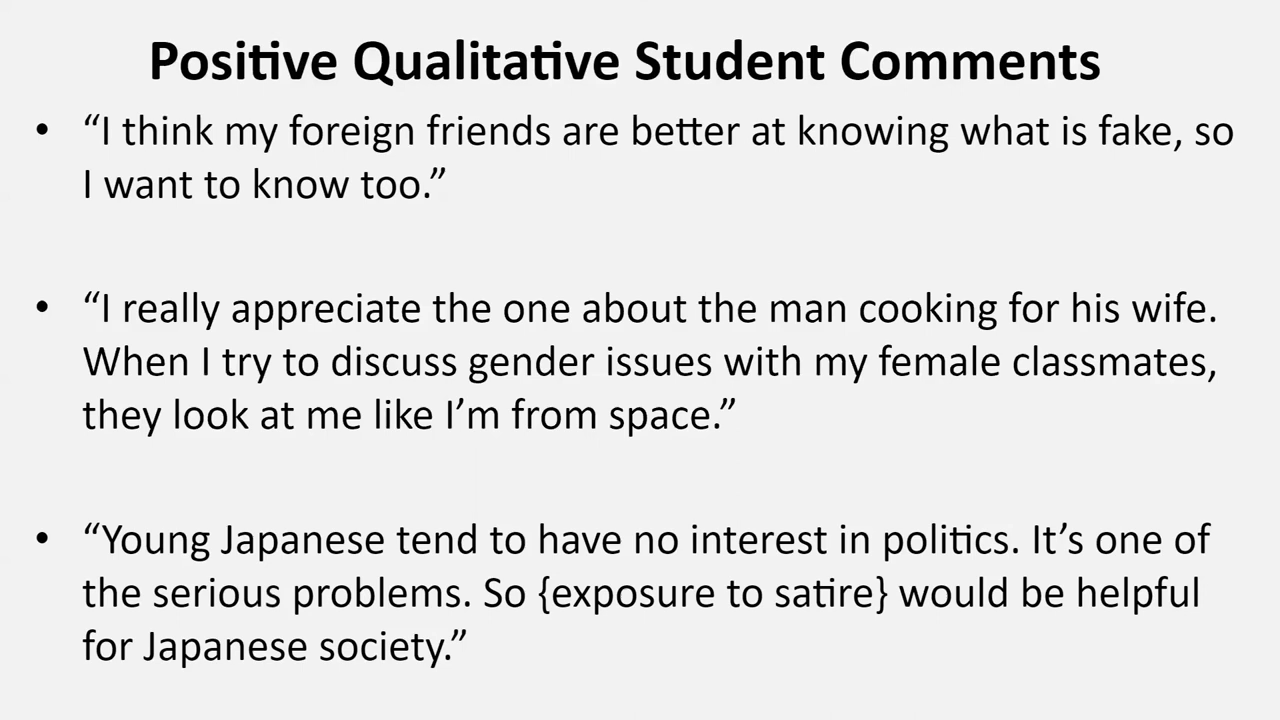 Positive Qualitative Student Comments
• “I think my foreign friends are better at knowing what is fake, so
I want to know too.”
• “I really appreciate the one about the man cooking for his wife.
When I try to discuss gender issues with my female classmates,
they look at me like I’m from space.”
• “Young Japanese tend to have no interest in politics. It’s one of
the serious problems. So {exposure to satire} would be helpful
for Japanese society.”